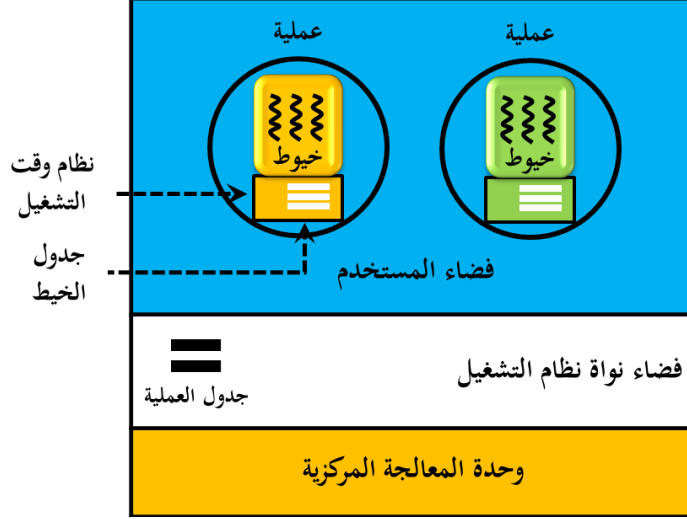 عملية
عملية
خيوط
خيوط
نظام وقت
التشغيل
جدول
الخيط
فضاء المستخدم
فضاء نواة نظام التشغيل
جدول العملية
وحدة المعالجة المركزية